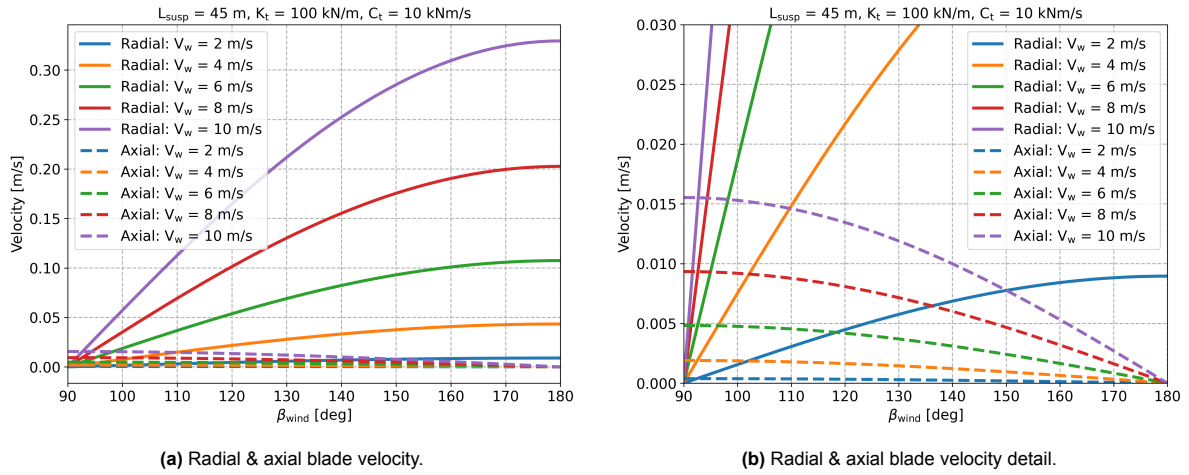 L_susp = 45 m, K_t = 100 kN/m, C_t = 10 kNm/s
Velocity [m/s]
0.30
0.25
0.20
0.15
0.10
0.05
0.00
Radial: V_w = 2 m/s
Radial: V_w = 4 m/s
Radial: V_w = 6 m/s
Radial: V_w = 8 m/s
Radial: V_w = 10 m/s
Axial: V_w = 2 m/s
Axial: V_w = 4 m/s
Axial: V_w = 6 m/s
Axial: V_w = 8 m/s
Axial: V_w = 10 m/s
90 100 110 120 130 140 150 160 170 180
β_wind [deg]
(a) Radial & axial blade velocity.
L_susp = 45 m, K_t = 100 kN/m, C_t = 10 kNm/s
Velocity [m/s]
0.030
0.025
0.020
0.015
0.010
0.005
0.000
Radial: V_w = 2 m/s
Radial: V_w = 4 m/s
Radial: V_w = 6 m/s
Radial: V_w = 8 m/s
Radial: V_w = 10 m/s
Axial: V_w = 2 m/s
Axial: V_w = 4 m/s
Axial: V_w = 6 m/s
Axial: V_w = 8 m/s
Axial: V_w = 10 m/s
90 100 110 120 130 140 150 160 170 180
β_wind [deg]
(b) Radial & axial blade velocity detail.